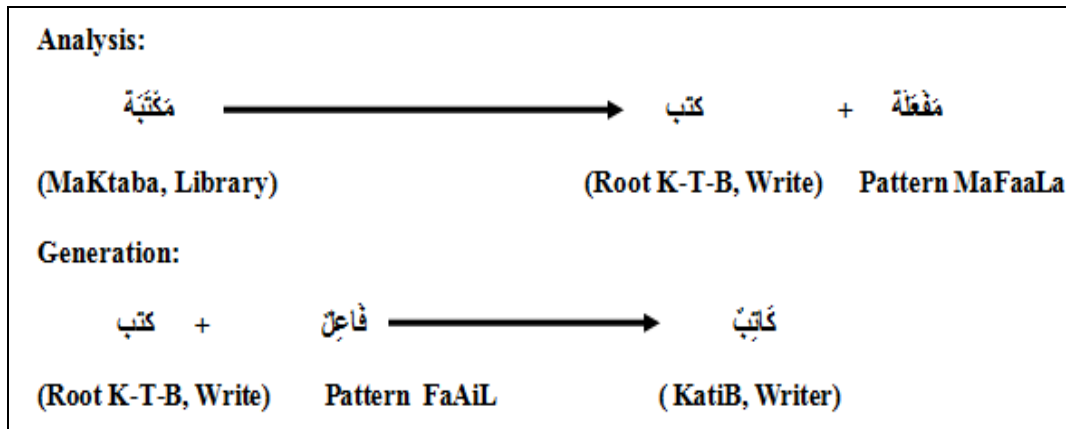 Analysis:
مَكْتَبَة كتب + مَفْعَلَة
(MaKtaba, Library) (Root K-T-B, Write) Pattern MaFaaLa
Generation:
كتب + فَاعِلٌ كَاتِبٌ
(Root K-T-B, Write) Pattern FaAiL ( KatiB, Writer)